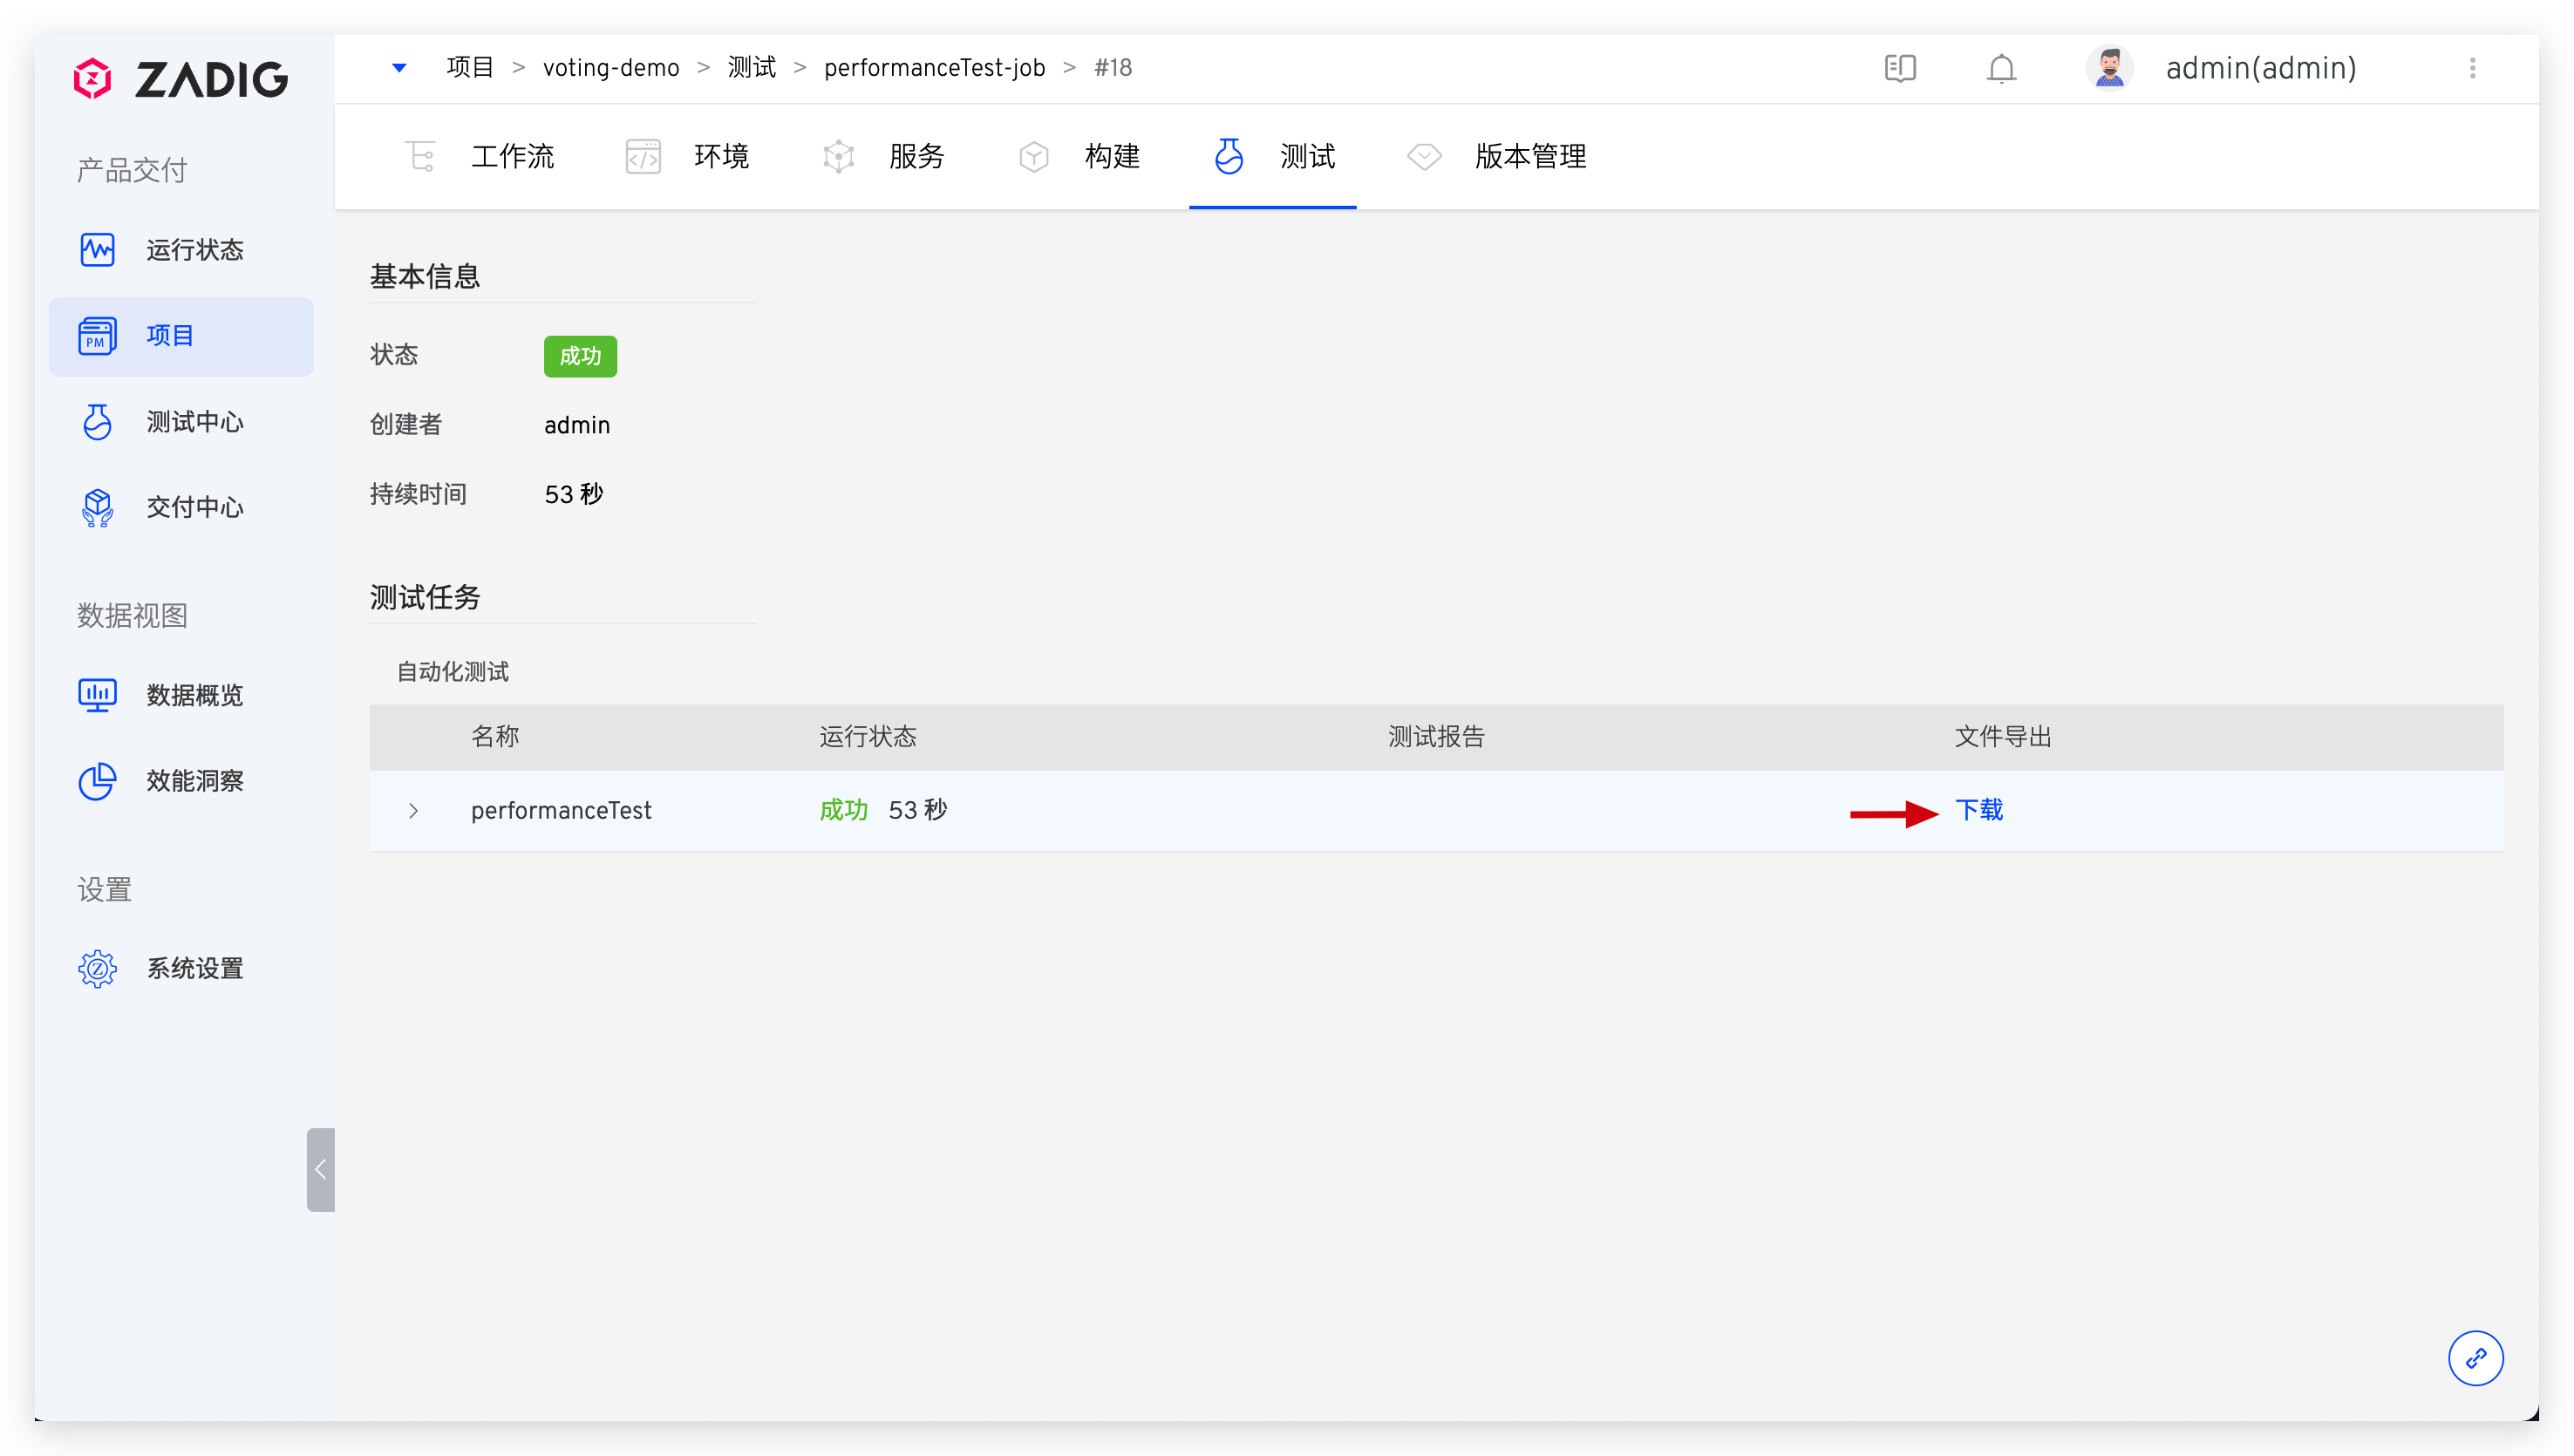 ZADIG
项目 > voting-demo > 测试 > performanceTest-job > #18
admin(admin)
产品交付
运行状态
PM
项目
测试中心
交付中心
数据视图
数据概览
效能洞察
设置
Z
系统设置
工作流
环境
服务
构建
测试
版本管理
基本信息
状态 成功
创建者 admin
持续时间 53 秒
测试任务
自动化测试
名称 运行状态 测试报告 文件导出
performanceTest 成功 53 秒 下载